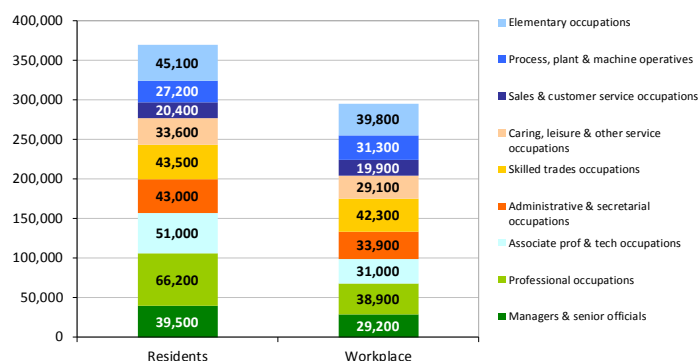 400,000
350,000
300,000
250,000
200,000
150,000
100,000
50,000
0
45,100
27,200
20,400
33,600
43,500
43,000
51,000
66,200
39,500
Residents
39,800
31,300
19,900
29,100
42,300
33,900
31,000
38,900
29,200
Workplace
Elementary occupations
Process, plant & machine operatives
Sales & customer service occupations
Caring, leisure & other service
occupations
Skilled trades occupations
Administrative & secretarial
occupations
Associate prof & tech occupations
Professional occupations
Managers & senior officials